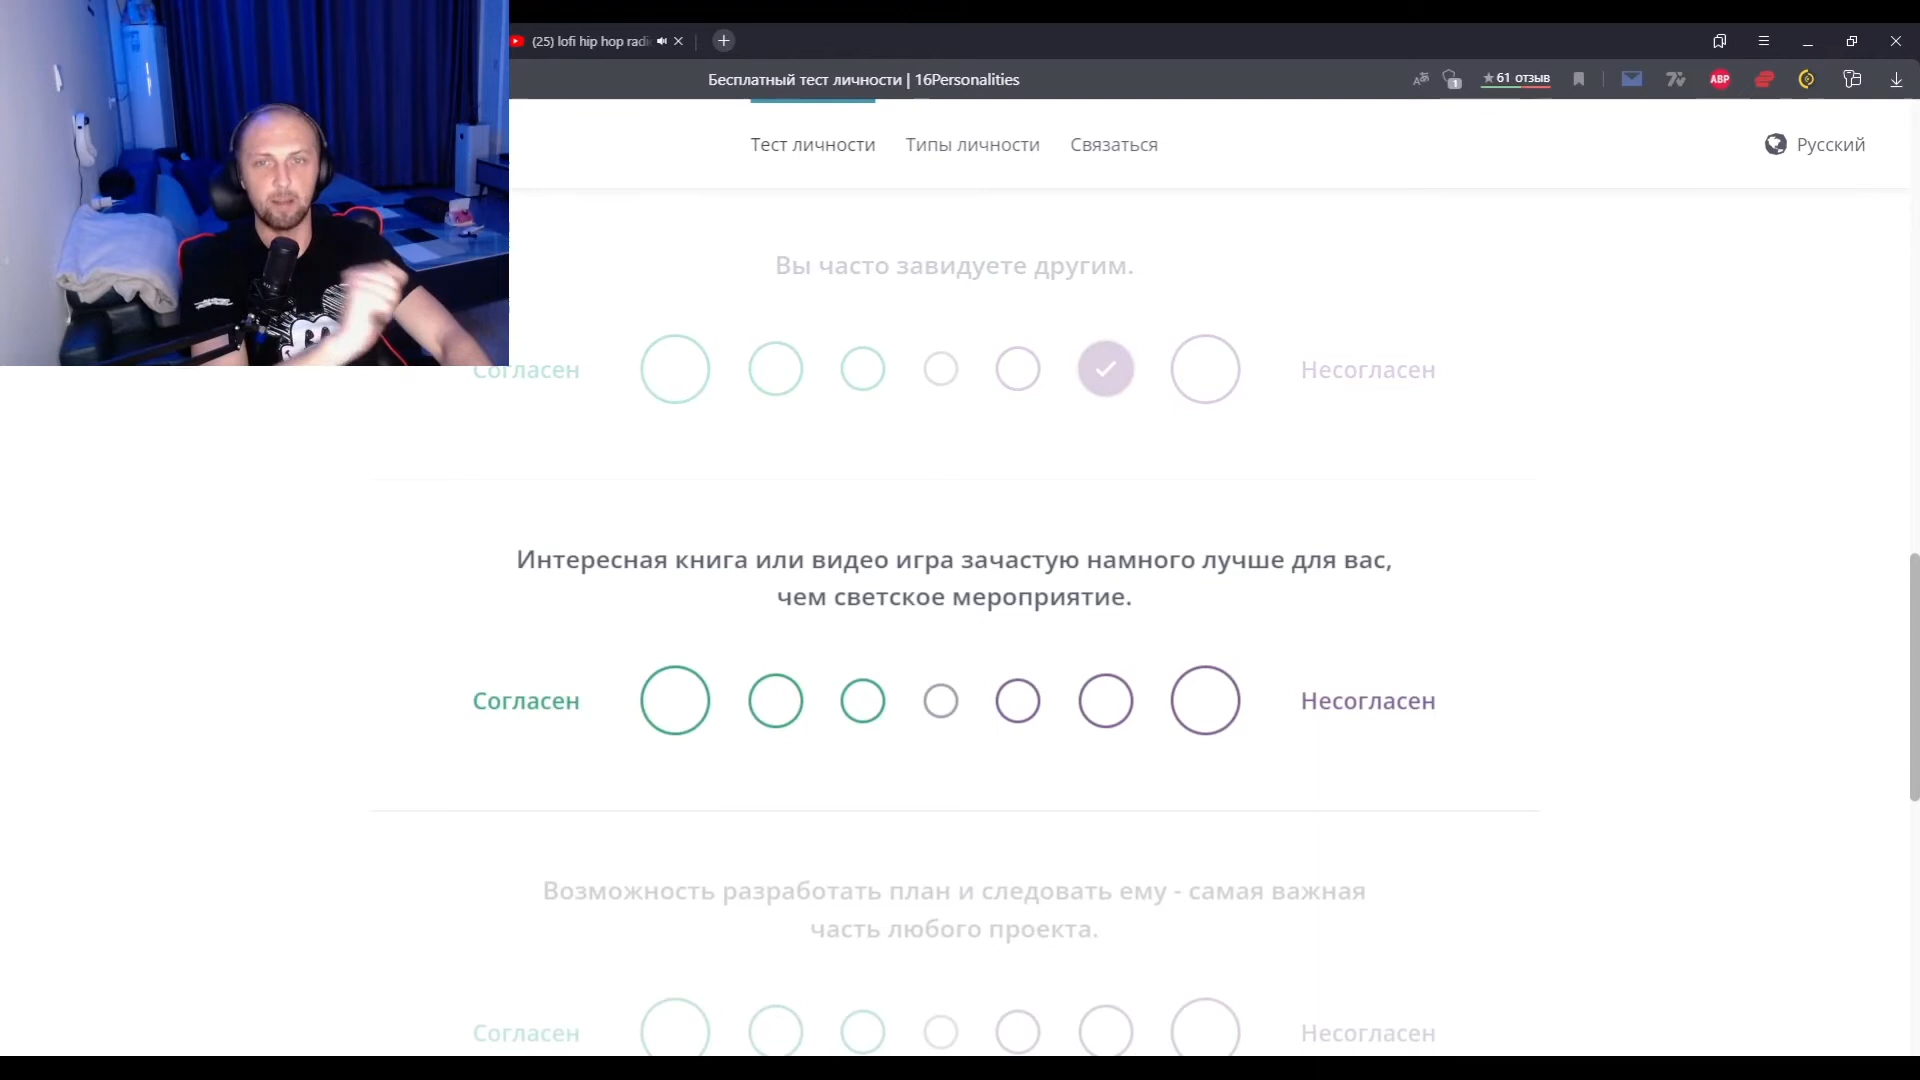 (25) lofi hip hop radi
Бесплатный тест личности | 16Personalities
1
★61 отзыв
ABP
Тест личности
Типы личности
Связаться
Русский
Вы часто завидуете другим.
Согласен
Несогласен
Интересная книга или видео игра зачастую намного лучше для вас,
чем светское мероприятие.
Согласен
Несогласен
Возможность разработать план и следовать ему - самая важная
часть любого проекта.
Согласен
Несогласен